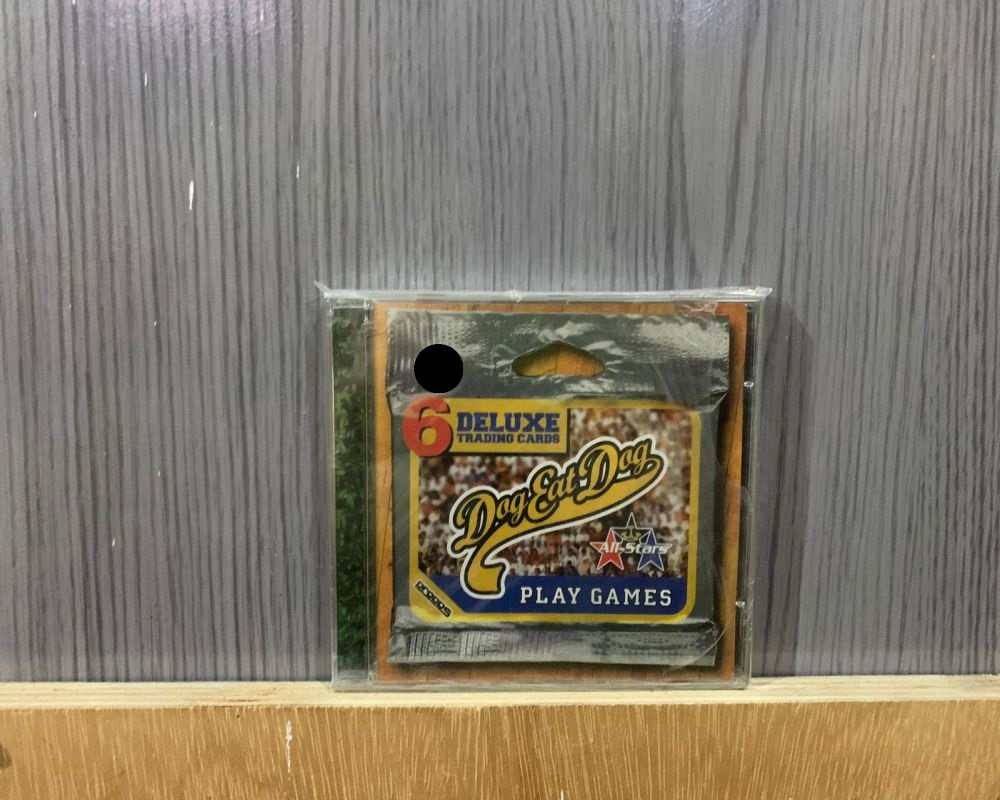 6 DELUXE
TRADING CARDS
Dog Eat Dog
All-Stars
PLAY GAMES